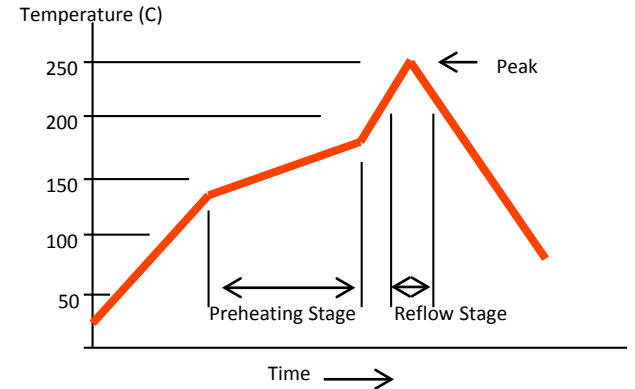 Temperature (C)
250
Peak
200
150
100
50
Preheating Stage
Reflow Stage
Time